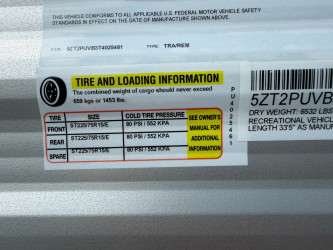 THIS VEHICLE CONFORMS TO ALL APPLICABLE U.S. FEDERAL MOTOR VEHICLE SAFETY
STANDARDS IN EFFECT ON THE DATE OF MANUFACTURE SHOWN ABOVE.
TYPE: TRA/REM
TIRE AND LOADING INFORMATION
The combined weight of cargo should never exceed
659 kgs or 1453 lbs.
TIRE SIZE COLD TIRE PRESSURE
FRONT ST225/75R15/E 80 PSI / 552 KPA
REAR ST225/75R15/E 80 PSI / 552 KPA
SPARE ST225/75R15/E 80 PSI / 552 KPA
SEE OWNER'S
MANUAL FOR
ADDITIONAL
INFORMATION
PU4025461
5ZT2PUVB
DRY WEIGHT: 6532 LBS
RECREATIONAL VEHICL
LENGTH 33'5" AS MANU